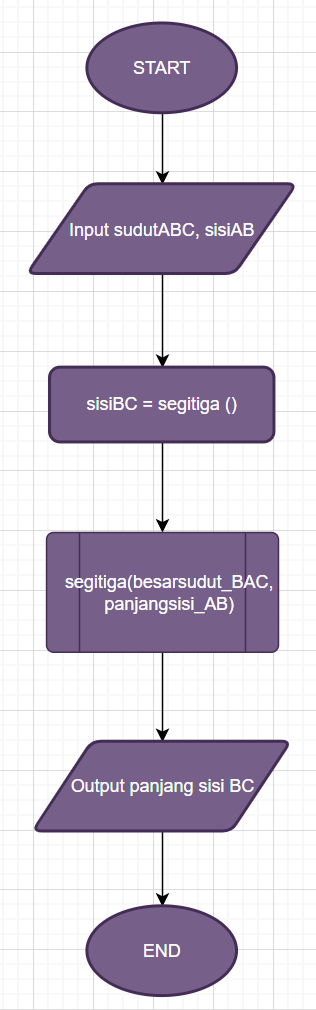 START
Input sudutABC, sisiAB
sisiBC = segitiga ()
segitiga(besarsudut_BAC,
panjangsisi_AB)
Output panjang sisi BC
END